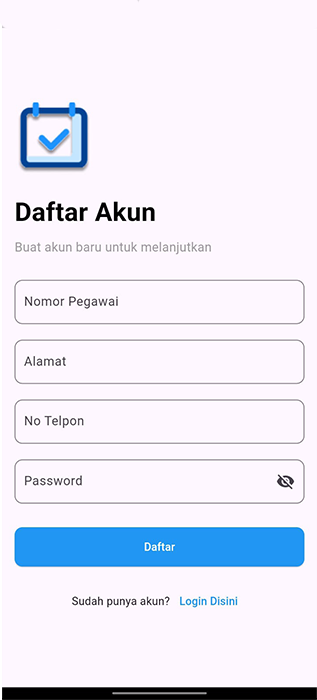 Daftar Akun
Buat akun baru untuk melanjutkan
Nomor Pegawai
Alamat
No Telpon
Password
Daftar
Sudah punya akun? Login Disini